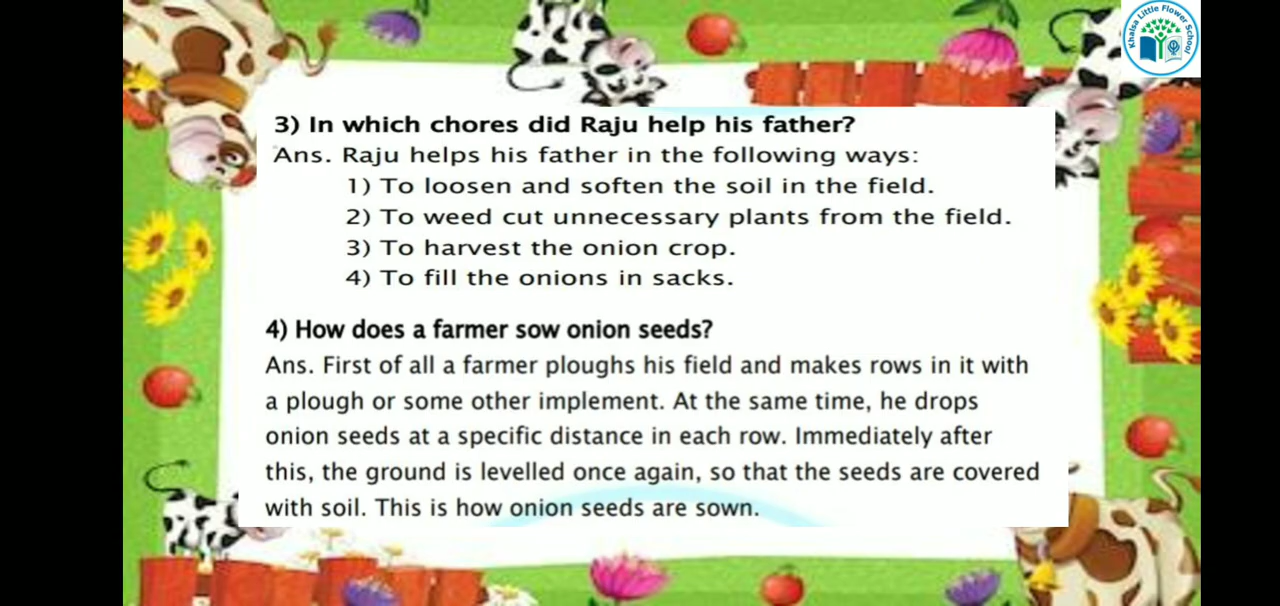 Khalsa Little Flower School
3) In which chores did Raju help his father?
Ans. Raju helps his father in the following ways:
1) To loosen and soften the soil in the field.
2) To weed cut unnecessary plants from the field.
3) To harvest the onion crop.
4) To fill the onions in sacks.
4) How does a farmer sow onion seeds?
Ans. First of all a farmer ploughs his field and makes rows in it with
a plough or some other implement. At the same time, he drops
onion seeds at a specific distance in each row. Immediately after
this, the ground is levelled once again, so that the seeds are covered
with soil. This is how onion seeds are sown.